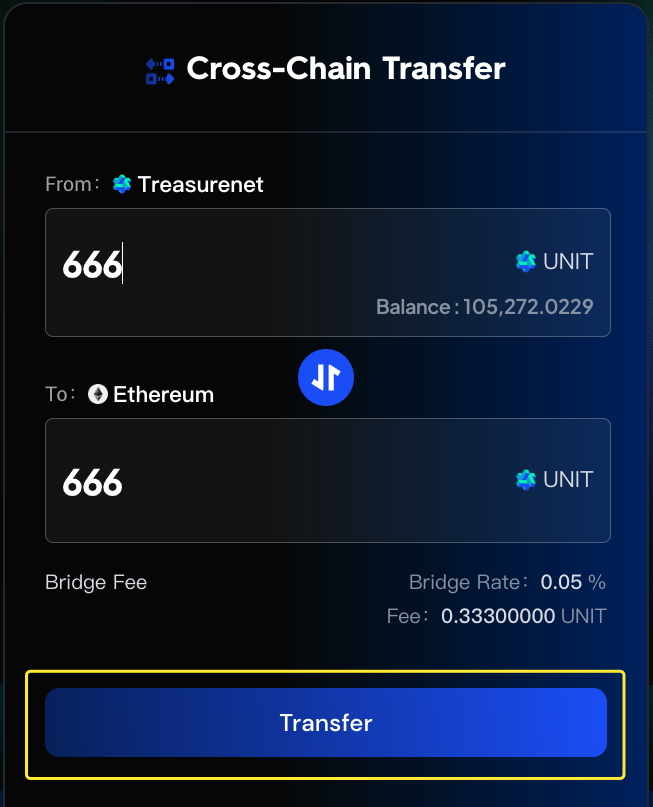 Cross-Chain Transfer
From: Treasurenet
666 UNIT
Balance : 105,272.0229
To: Ethereum
666 UNIT
Bridge Fee Bridge Rate: 0.05 %
Fee: 0.33300000 UNIT
Transfer